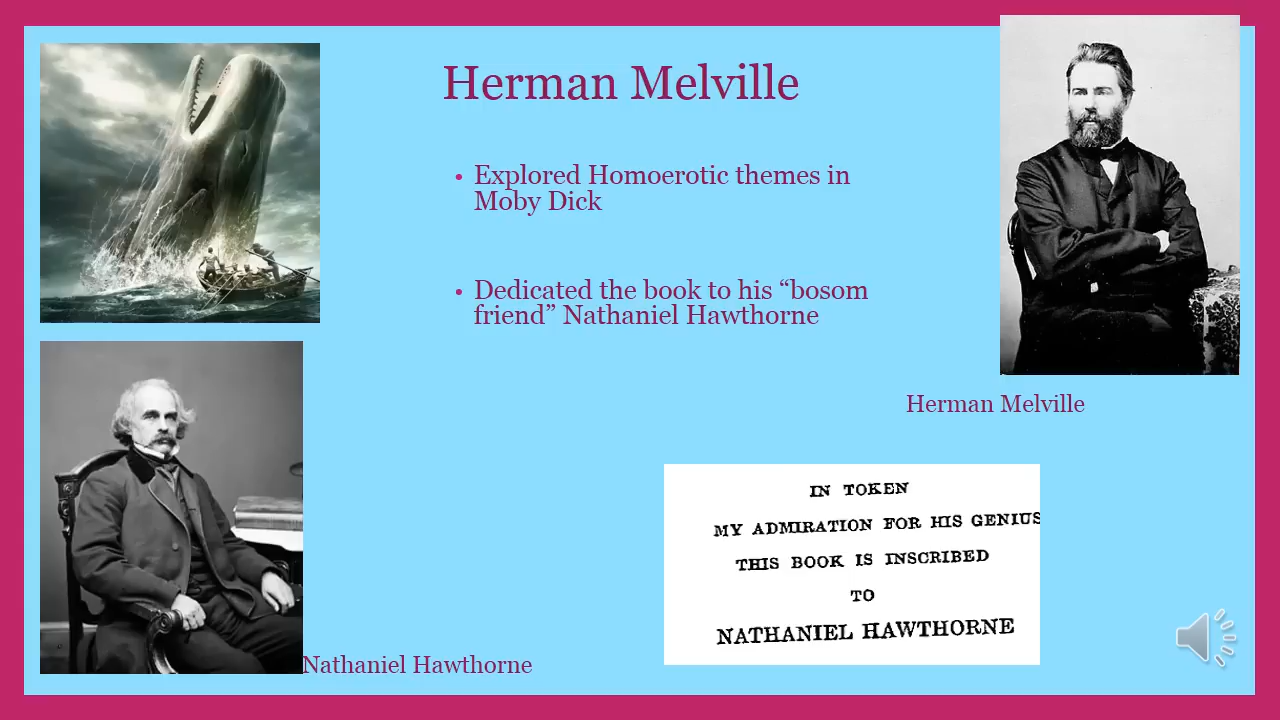 Herman Melville
• Explored Homoerotic themes in
Moby Dick
• Dedicated the book to his “bosom
friend” Nathaniel Hawthorne
Herman Melville
IN TOKEN
MY ADMIRATION FOR HIS GENIUS
THIS BOOK IS INSCRIBED
TO
NATHANIEL HAWTHORNE
Nathaniel Hawthorne